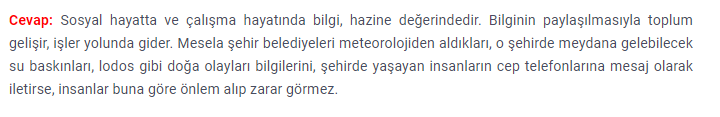 Cevap: Sosyal hayatta ve çalışma hayatında bilgi, hazine değerindedir. Bilginin paylaşılmasıyla toplum
gelişir, işler yolunda gider. Mesela şehir belediyeleri meteorolojiden aldıkları, o şehirde meydana gelebilecek
su baskınları, lodos gibi doğa olayları bilgilerini, şehirde yaşayan insanların cep telefonlarına mesaj olarak
iletirse, insanlar buna göre önlem alıp zarar görmez.